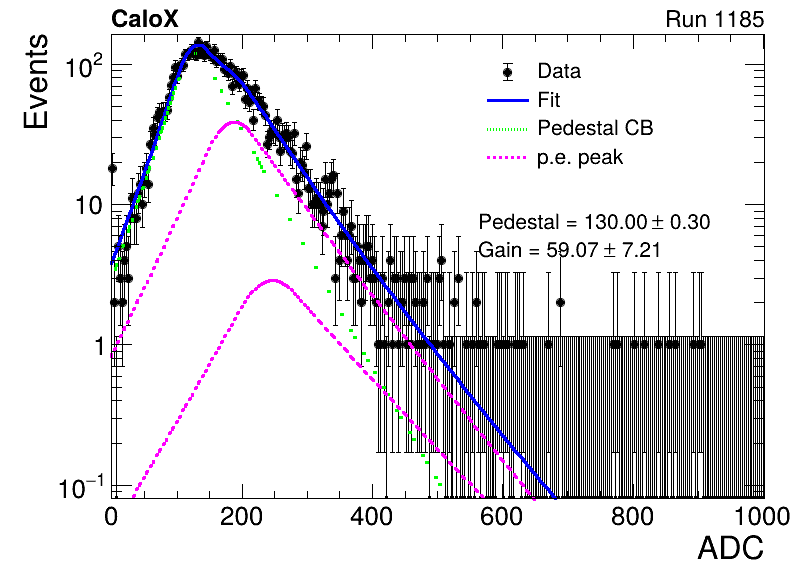 CaloX Run 1185
Events
10²
10
1
10⁻¹
Data
Fit
Pedestal CB
p.e. peak
Pedestal = 130.00 ± 0.30
Gain = 59.07 ± 7.21
0 200 400 600 800 1000
ADC